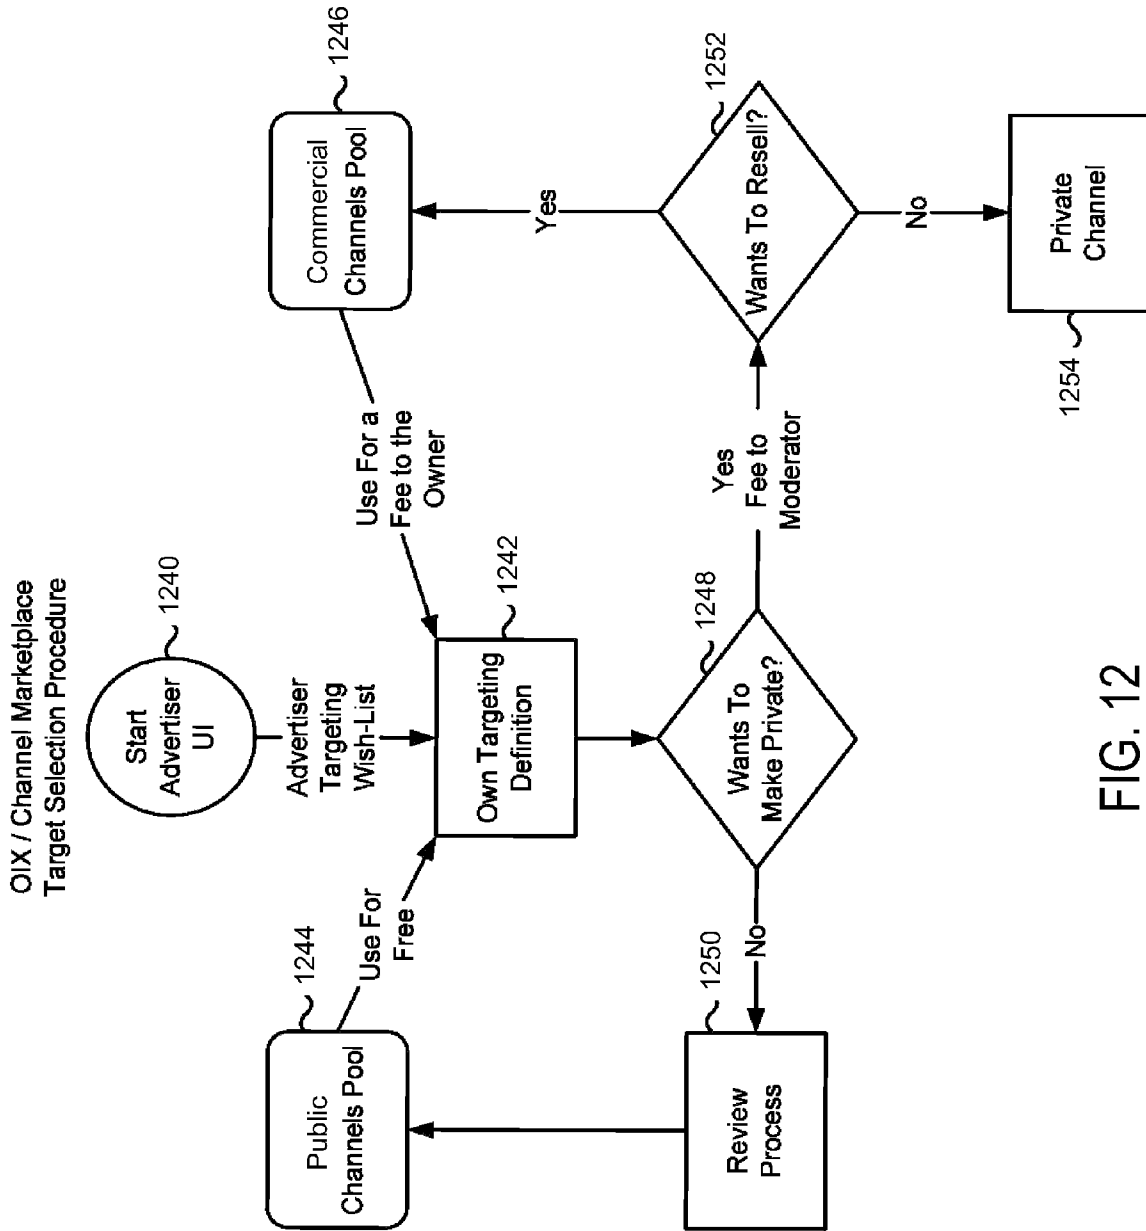 OIX / Channel Marketplace
Target Selection Procedure
Start
Advertiser
UI
1240
Advertiser
Targeting
Wish-List
Public
Channels Pool
1244
Use For
Free
Commercial
Channels Pool
1246
Use For a
Fee to the
Owner
Own Targeting
Definition
1242
Wants To
Make Private?
1248
No
Review
Process
1250
Yes
Fee to
Moderator
Wants To Resell?
1252
Yes
No
Private
Channel
1254
FIG. 12